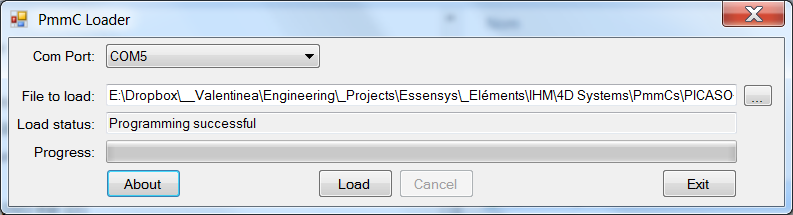 PmmC Loader
Com Port: COM5
File to load: E:\Dropbox\__Valentinea\Engineering\_Projects\Essensys\_Eléments\IHM\4D Systems\PmmCs\PICASO ...
Load status: Programming successful
Progress:
About Load Cancel Exit